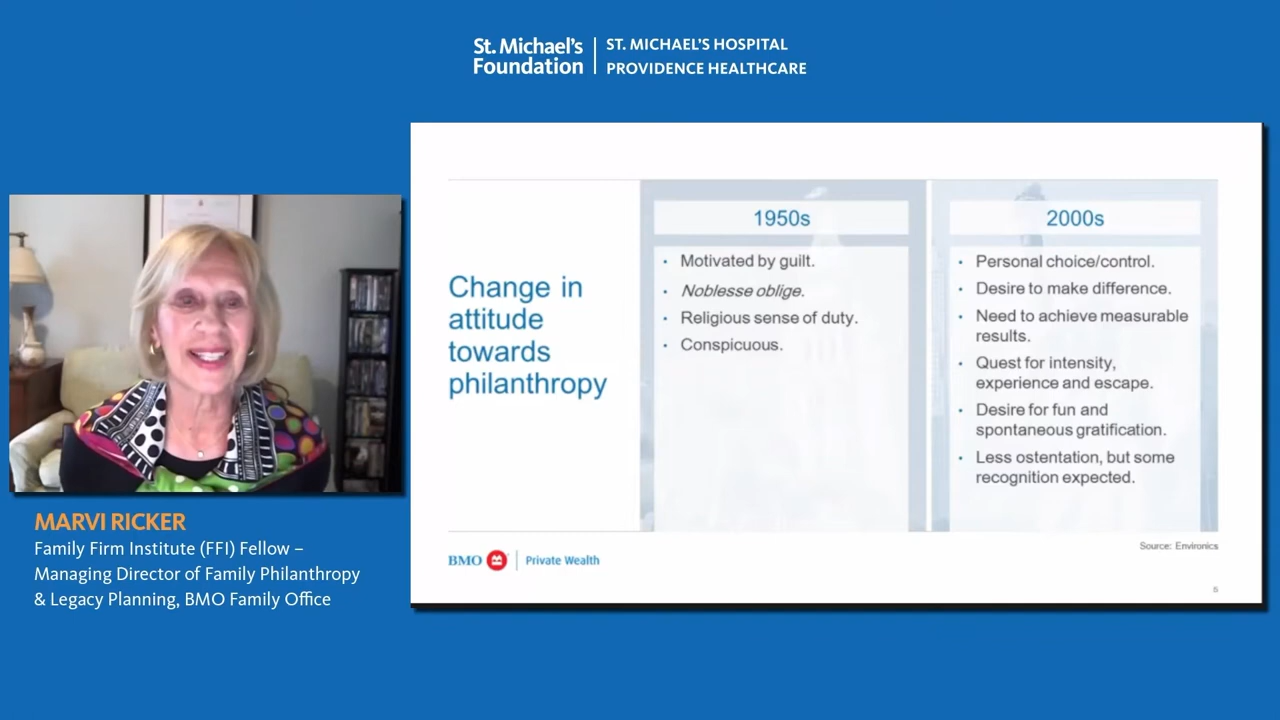 St. Michael's
Foundation
ST. MICHAEL'S HOSPITAL
PROVIDENCE HEALTHCARE
Change in
attitude
towards
philanthropy
1950s
• Motivated by guilt.
• Noblesse oblige.
• Religious sense of duty.
• Conspicuous.
2000s
• Personal choice/control.
• Desire to make difference.
• Need to achieve measurable
results.
• Quest for intensity,
experience and escape.
• Desire for fun and
spontaneous gratification.
• Less ostentation, but some
recognition expected.
Source: Environics
BMO Private Wealth
MARVI RICKER
Family Firm Institute (FFI) Fellow –
Managing Director of Family Philanthropy
& Legacy Planning, BMO Family Office